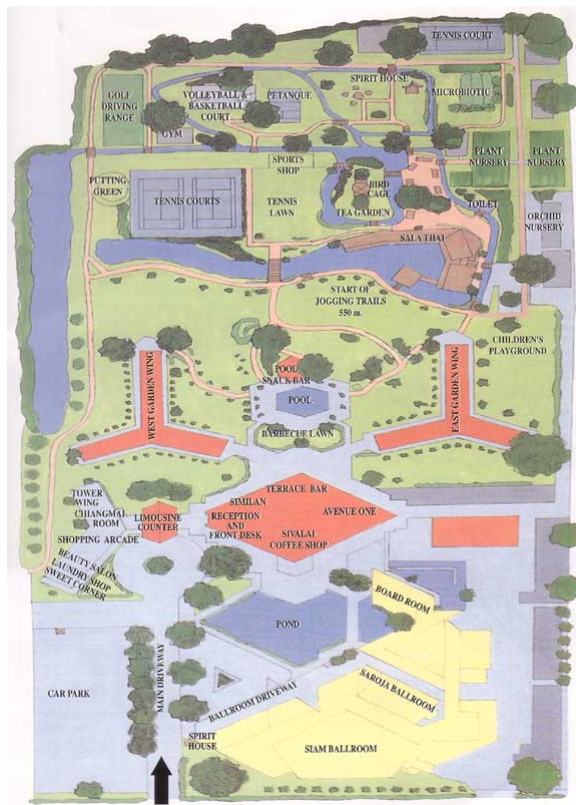 TENNIS COURT
SPIRIT HOUSE
GOLF
DRIVING
RANGE
VOLLEYBALL &
BASKETBALL
COURT
PETANQUE
MICROBIOTIC
GYM
PLANT
NURSERY
PLANT
NURSERY
SPORTS
SHOP
PUTTING
GREEN
TENNIS COURTS
TENNIS
LAWN
BIRD
CAGE
TEA GARDEN
TOILET
ORCHID
NURSERY
SALA THAI
START OF
JOGGING TRAILS
550 m.
CHILDREN'S
PLAYGROUND
POOL
SNACK BAR
WEST GARDEN WING
EAST GARDEN WING
POOL
BARBECUE LAWN
TOWER
WING
CHIANGMAI
ROOM
SHOPPING ARCADE
LIMOUSINE
COUNTER
TERRACE BAR
SIMILAN
RECEPTION
AND
FRONT DESK
AVENUE ONE
SIVALAI
COFFEE SHOP
BEAUTY SALON
LAUNDRY SHOP
SWEET CORNER
BOARD ROOM
POND
SAROJA BALLROOM
CAR PARK
MAIN DRIVEWAY
BALLROOM DRIVEWAY
SPIRIT
HOUSE
SIAM BALLROOM